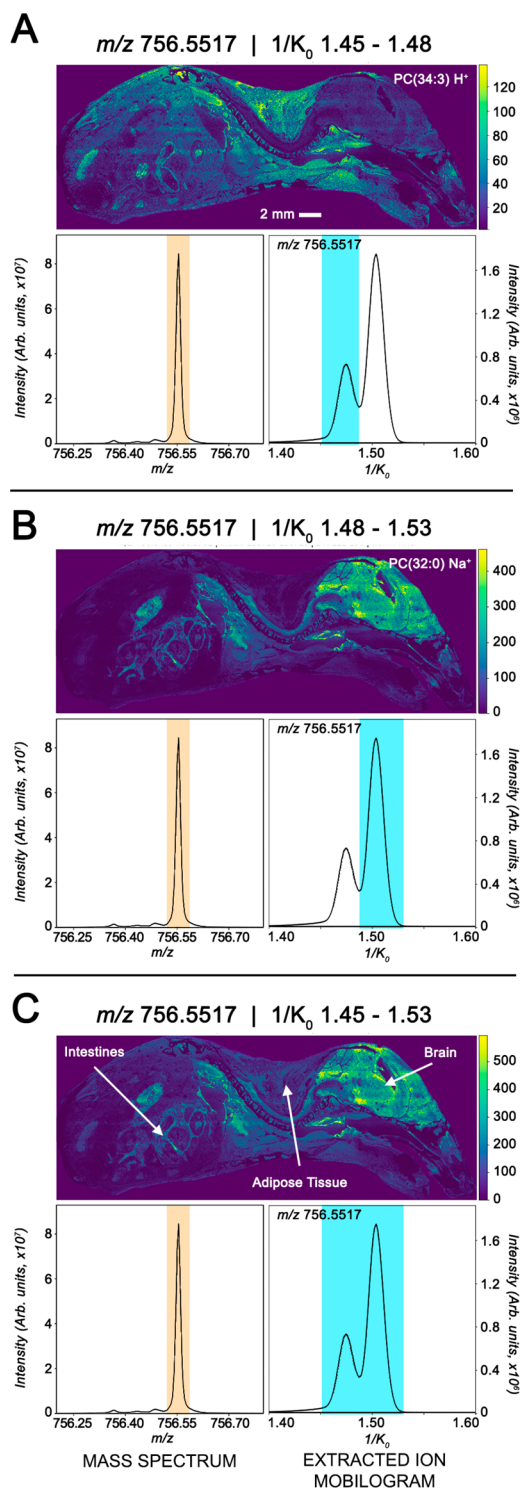 A
m/z 756.5517 | 1/K₀ 1.45 - 1.48
PC(34:3) H⁺
2 mm
120
100
80
60
40
20
Intensity (Arb. units, x10⁷)
8
6
4
2
0
756.25 756.40 756.55 756.70
m/z
m/z 756.5517
1.6
1.2
0.8
0.4
0
Intensity (Arb. units, x10⁶)
1.40 1.50 1.60
1/K₀
B
m/z 756.5517 | 1/K₀ 1.48 - 1.53
PC(32:0) Na⁺
400
300
200
100
0
Intensity (Arb. units, x10⁷)
8
6
4
2
0
756.25 756.40 756.55 756.70
m/z
m/z 756.5517
1.6
1.2
0.8
0.4
0
Intensity (Arb. units, x10⁶)
1.40 1.50 1.60
1/K₀
C
m/z 756.5517 | 1/K₀ 1.45 - 1.53
Intestines
Brain
Adipose Tissue
500
400
300
200
100
0
Intensity (Arb. units, x10⁷)
8
6
4
2
0
756.25 756.40 756.55 756.70
m/z
m/z 756.5517
1.6
1.2
0.8
0.4
0
Intensity (Arb. units, x10⁶)
1.40 1.50 1.60
1/K₀
MASS SPECTRUM
EXTRACTED ION
MOBILOGRAM